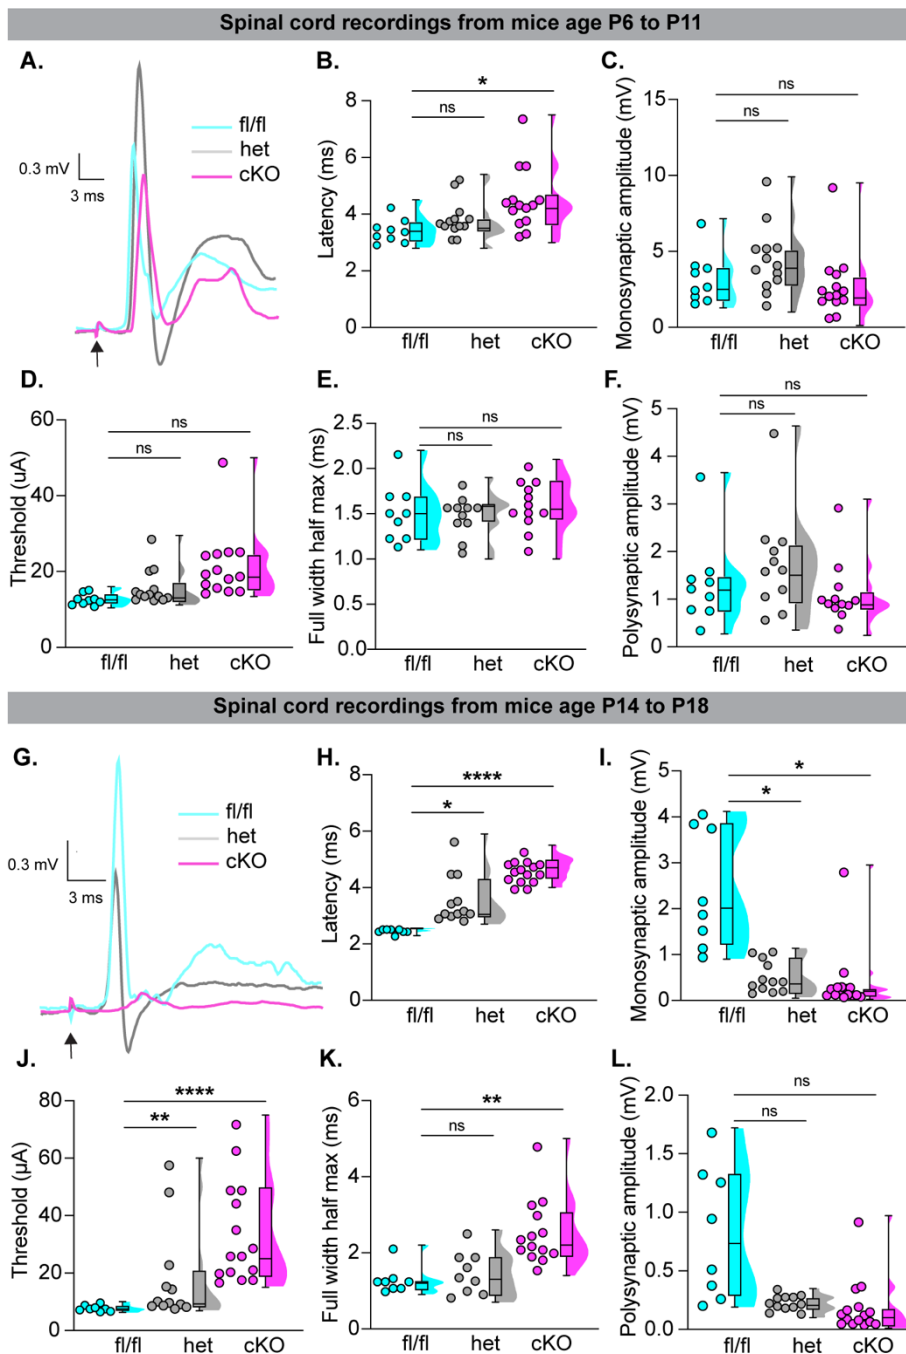 Spinal cord recordings from mice age P6 to P11
A.
fl/fl
het
cKO
0.3 mV
3 ms
B.
Latency (ms)
8
6
4
2
0
*
ns
fl/fl het cKO
C.
Monosynaptic amplitude (mV)
15
10
5
0
ns
ns
fl/fl het cKO
D.
Threshold (uA)
60
40
20
0
ns
ns
fl/fl het cKO
E.
Full width half max (ms)
2.5
2.0
1.5
1.0
0.5
0.0
ns
ns
fl/fl het cKO
F.
Polysynaptic amplitude (mV)
5
4
3
2
1
0
ns
ns
fl/fl het cKO
Spinal cord recordings from mice age P14 to P18
G.
fl/fl
het
cKO
0.3 mV
3 ms
H.
Latency (ms)
8
6
4
2
0
****
*
fl/fl het cKO
I.
Monosynaptic amplitude (mV)
5
4
3
2
1
0
*
*
fl/fl het cKO
J.
Threshold (µA)
80
60
40
20
0
****
**
fl/fl het cKO
K.
Full width half max (ms)
6
4
2
0
**
ns
fl/fl het cKO
L.
Polysynaptic amplitude (mV)
2.0
1.5
1.0
0.5
0.0
ns
ns
fl/fl het cKO